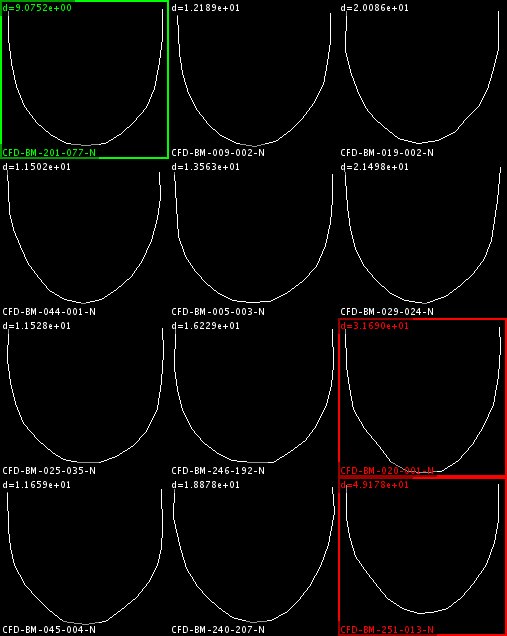 d=9.0752e+00
CFD-BM-201-077-N
d=1.2189e+01
CFD-BM-009-002-N
d=2.0086e+01
CFD-BM-019-002-N
d=1.1502e+01
CFD-BM-044-001-N
d=1.3563e+01
CFD-BM-005-003-N
d=2.1498e+01
CFD-BM-029-024-N
d=1.1528e+01
CFD-BM-025-035-N
d=1.6229e+01
CFD-BM-246-192-N
d=3.1690e+01
d=1.1659e+01
CFD-BM-045-004-N
d=1.8878e+01
CFD-BM-240-207-N
d=4.9178e+01
CFD-BM-251-013-N